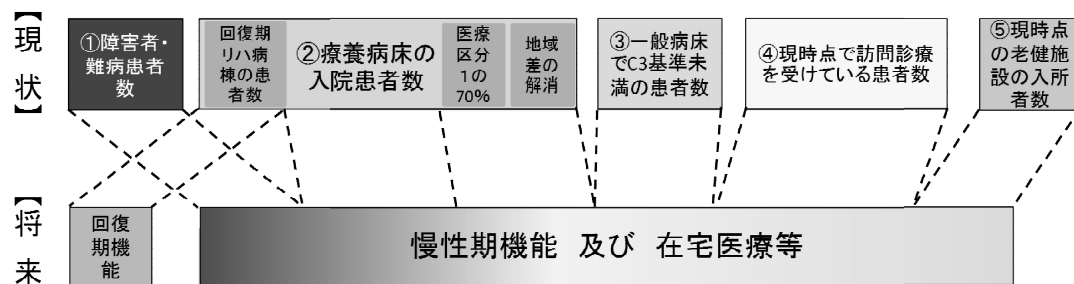 【現状】
①障害者・
難病患者
数
回復期
リハ病
棟の患
者数
②療養病床の
入院患者数
医療
区分
1の
70%
地域
差の
解消
③一般病床
でC3基準未
満の患者数
④現時点で訪問診療
を受けている患者数
⑤現時点
の老健施
設の入所
者数
【将来
回復
期機
能
慢性期機能 及び 在宅医療等